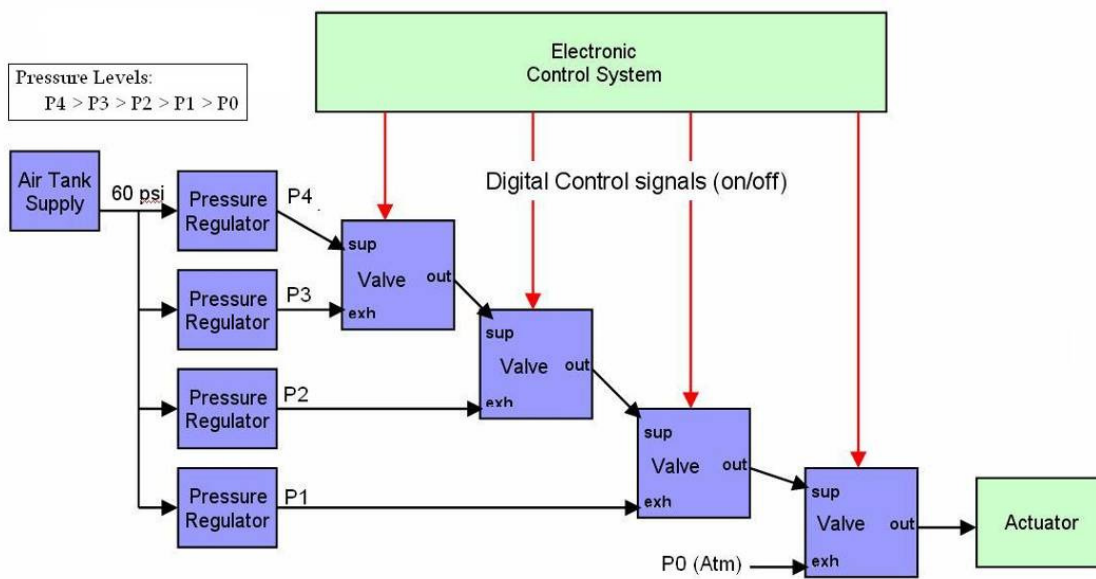 Electronic
Control System
Pressure Levels:
P4 > P3 > P2 > P1 > P0
Air Tank
Supply
60 psi
Pressure
Regulator
P4
Digital Control signals (on/off)
sup
Valve
out
exh
Pressure
Regulator
P3
sup
Valve
out
exh
Pressure
Regulator
P2
sup
Valve
out
exh
Pressure
Regulator
P1
sup
Valve
out
exh
P0 (Atm)
Actuator